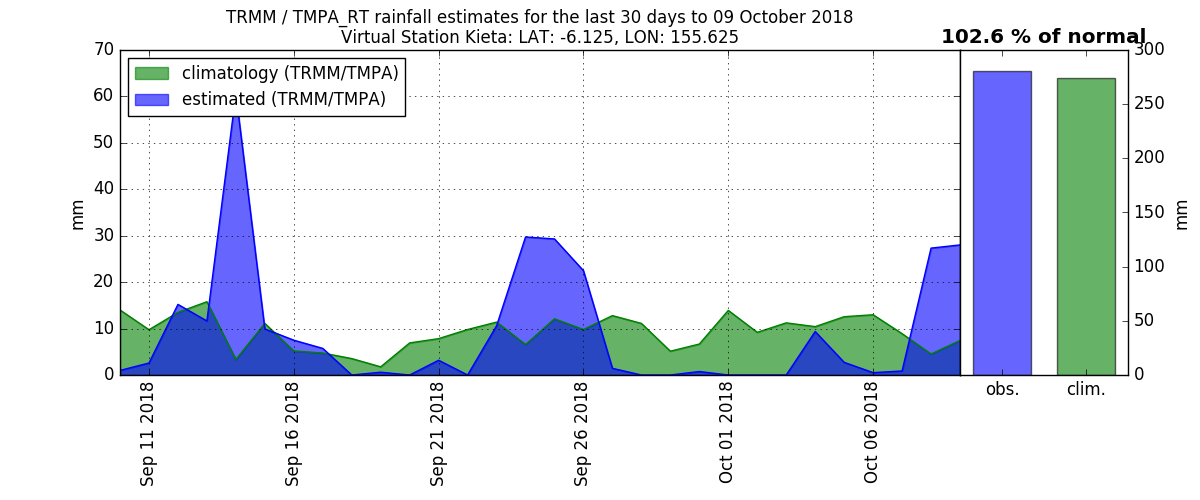 TRMM / TMPA_RT rainfall estimates for the last 30 days to 09 October 2018
Virtual Station Kieta: LAT: -6.125, LON: 155.625
102.6 % of normal
climatology (TRMM/TMPA)
estimated (TRMM/TMPA)
70
60
50
40
30
20
10
0
mm
Sep 11 2018
Sep 16 2018
Sep 21 2018
Sep 26 2018
Oct 01 2018
Oct 06 2018
300
250
200
150
100
50
0
mm
obs.
clim.